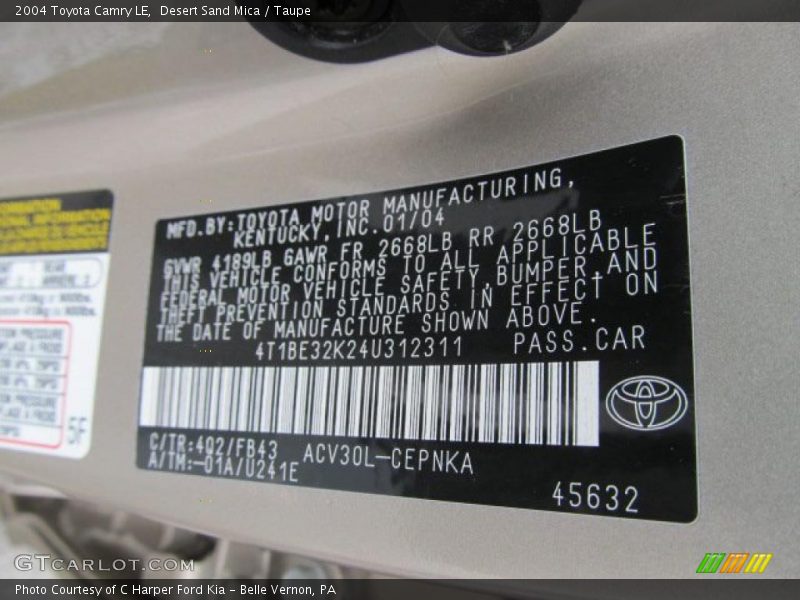 2004 Toyota Camry LE, Desert Sand Mica / Taupe
MFD.BY:TOYOTA MOTOR MANUFACTURING,
KENTUCKY,INC.01/04
GVWR 4189LB GAWR FR 2668LB RR 2668LB
THIS VEHICLE CONFORMS TO ALL APPLICABLE
FEDERAL MOTOR VEHICLE SAFETY,BUMPER,AND
THEFT PREVENTION STANDARDS IN EFFECT ON
THE DATE OF MANUFACTURE SHOWN ABOVE.
4T1BE32K24U312311 PASS.CAR
C/TR:4Q2/FB43 ACV30L-CEPNKA
A/TM:-01A/U241E
45632
5F
GTCARLOT.COM
Photo Courtesy of C Harper Ford Kia - Belle Vernon, PA